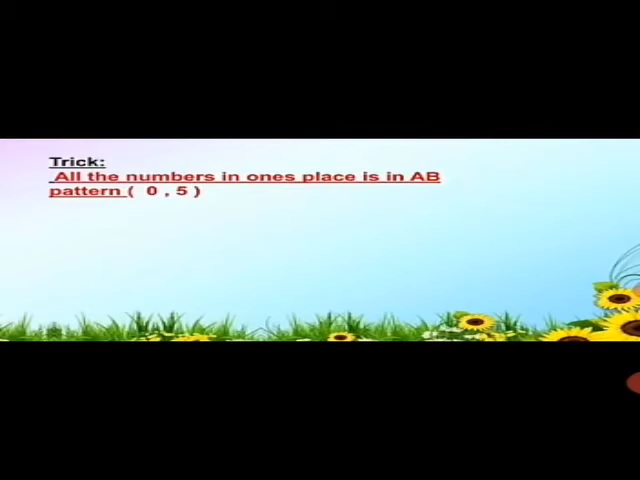 Trick:
All the numbers in ones place is in AB
pattern ( 0 , 5 )